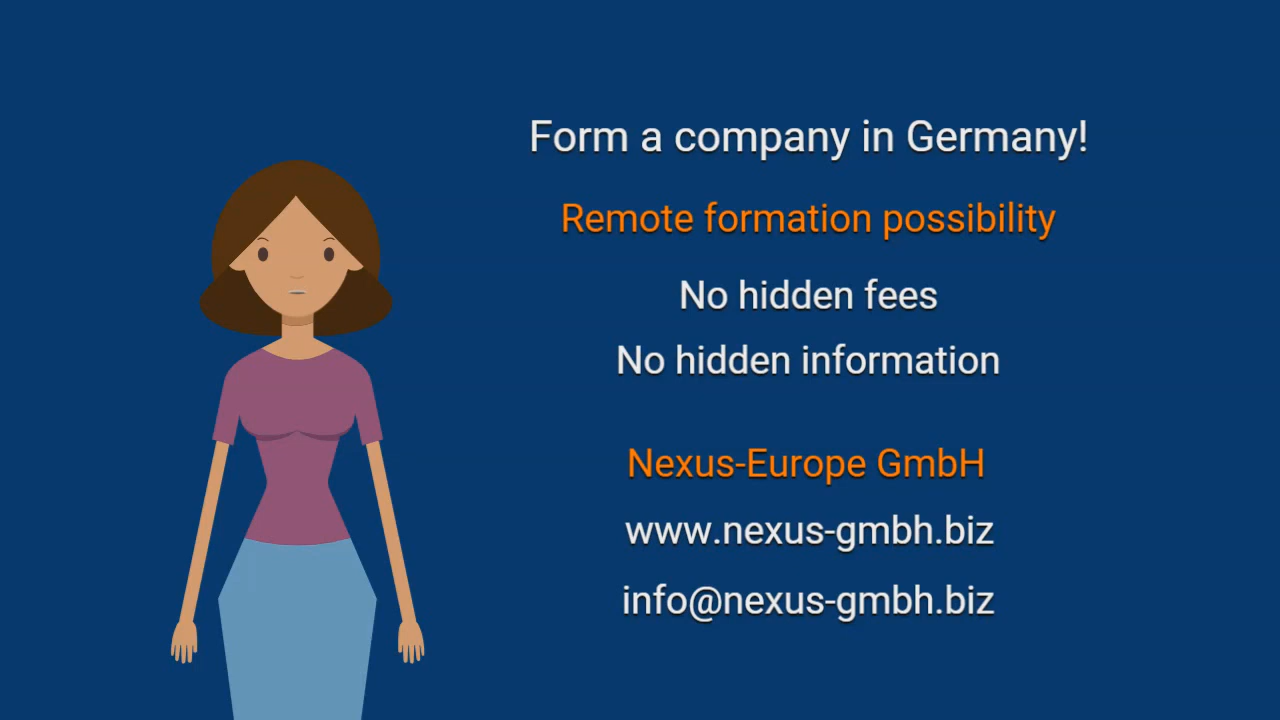 Form a company in Germany!
Remote formation possibility
No hidden fees
No hidden information
Nexus-Europe GmbH
www.nexus-gmbh.biz
info@nexus-gmbh.biz